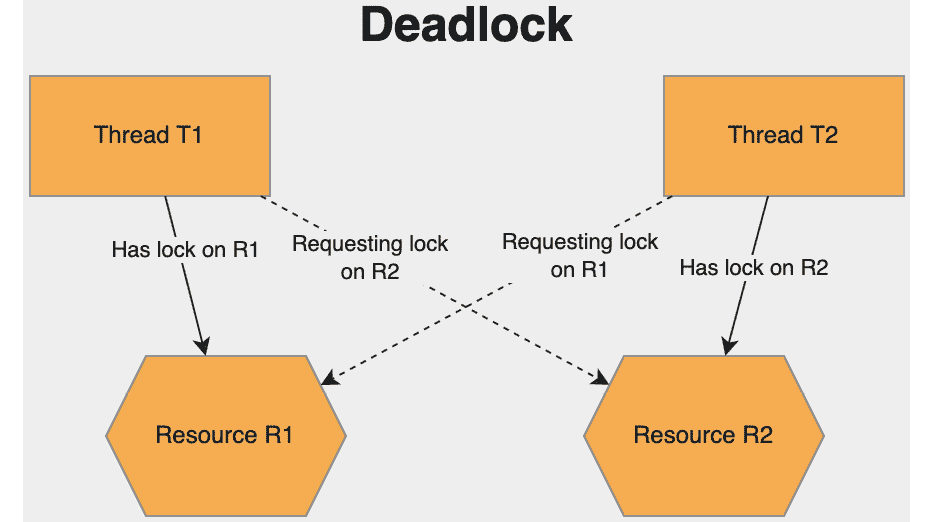 Deadlock
Thread T1
Thread T2
Has lock on R1
Requesting lock
on R2
Requesting lock
on R1
Has lock on R2
Resource R1
Resource R2